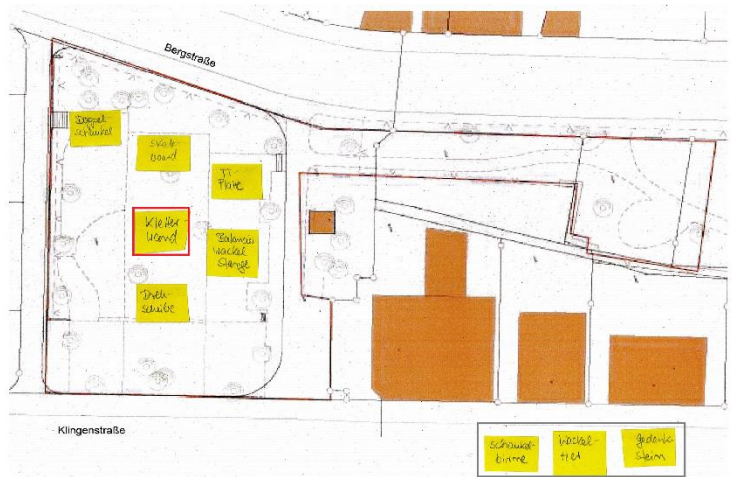 Bergstraße
Doppel-
schaukel
Skate-
board
TT-
Platte
Kletter-
wand
Balancier
Wackel
Stange
Dreh-
scheibe
Klingenstraße
Schaukel-
birne
Wackel-
tier
Gedenk
stein